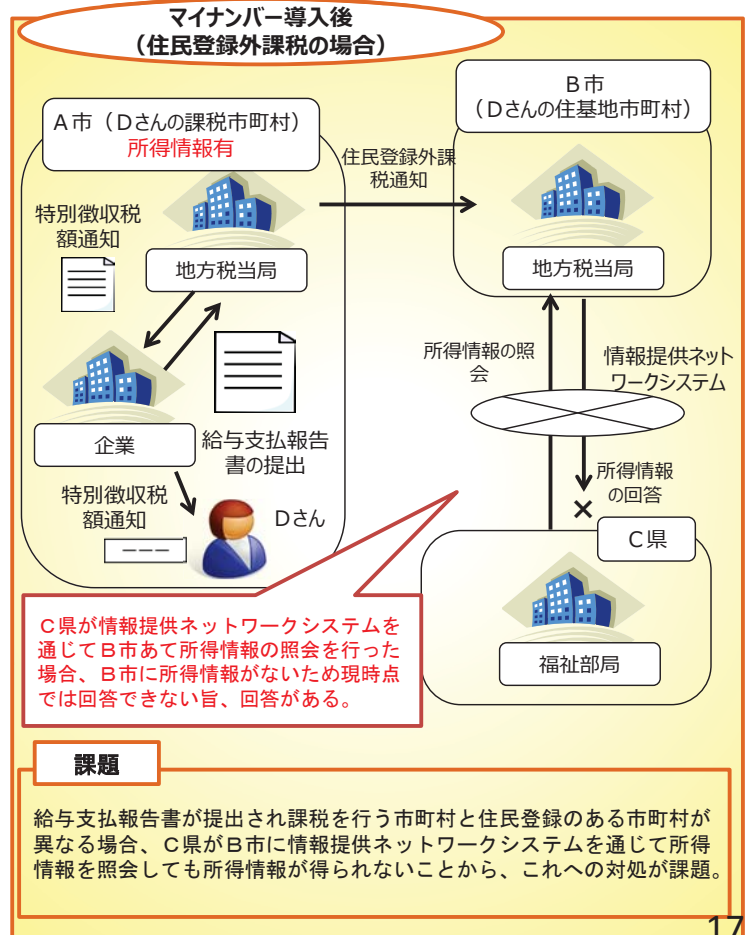 マイナンバー導入後
（住民登録外課税の場合）
Ａ市（Ｄさんの課税市町村）
所得情報有
Ｂ市
（Ｄさんの住基地市町村）
住民登録外課
税通知
特別徴収税
額通知
地方税当局
地方税当局
所得情報の照
会
情報提供ネット
ワークシステム
企業
給与支払報告
書の提出
特別徴収税
額通知
Ｄさん
所得情報
の回答
×
Ｃ県
福祉部局
Ｃ県が情報提供ネットワークシステムを
通じてＢ市あて所得情報の照会を行った
場合、Ｂ市に所得情報がないため現時点
では回答できない旨、回答がある。
課題
給与支払報告書が提出され課税を行う市町村と住民登録のある市町村が
異なる場合、Ｃ県がＢ市に情報提供ネットワークシステムを通じて所得
情報を照会しても所得情報が得られないことから、これへの対処が課題。
17